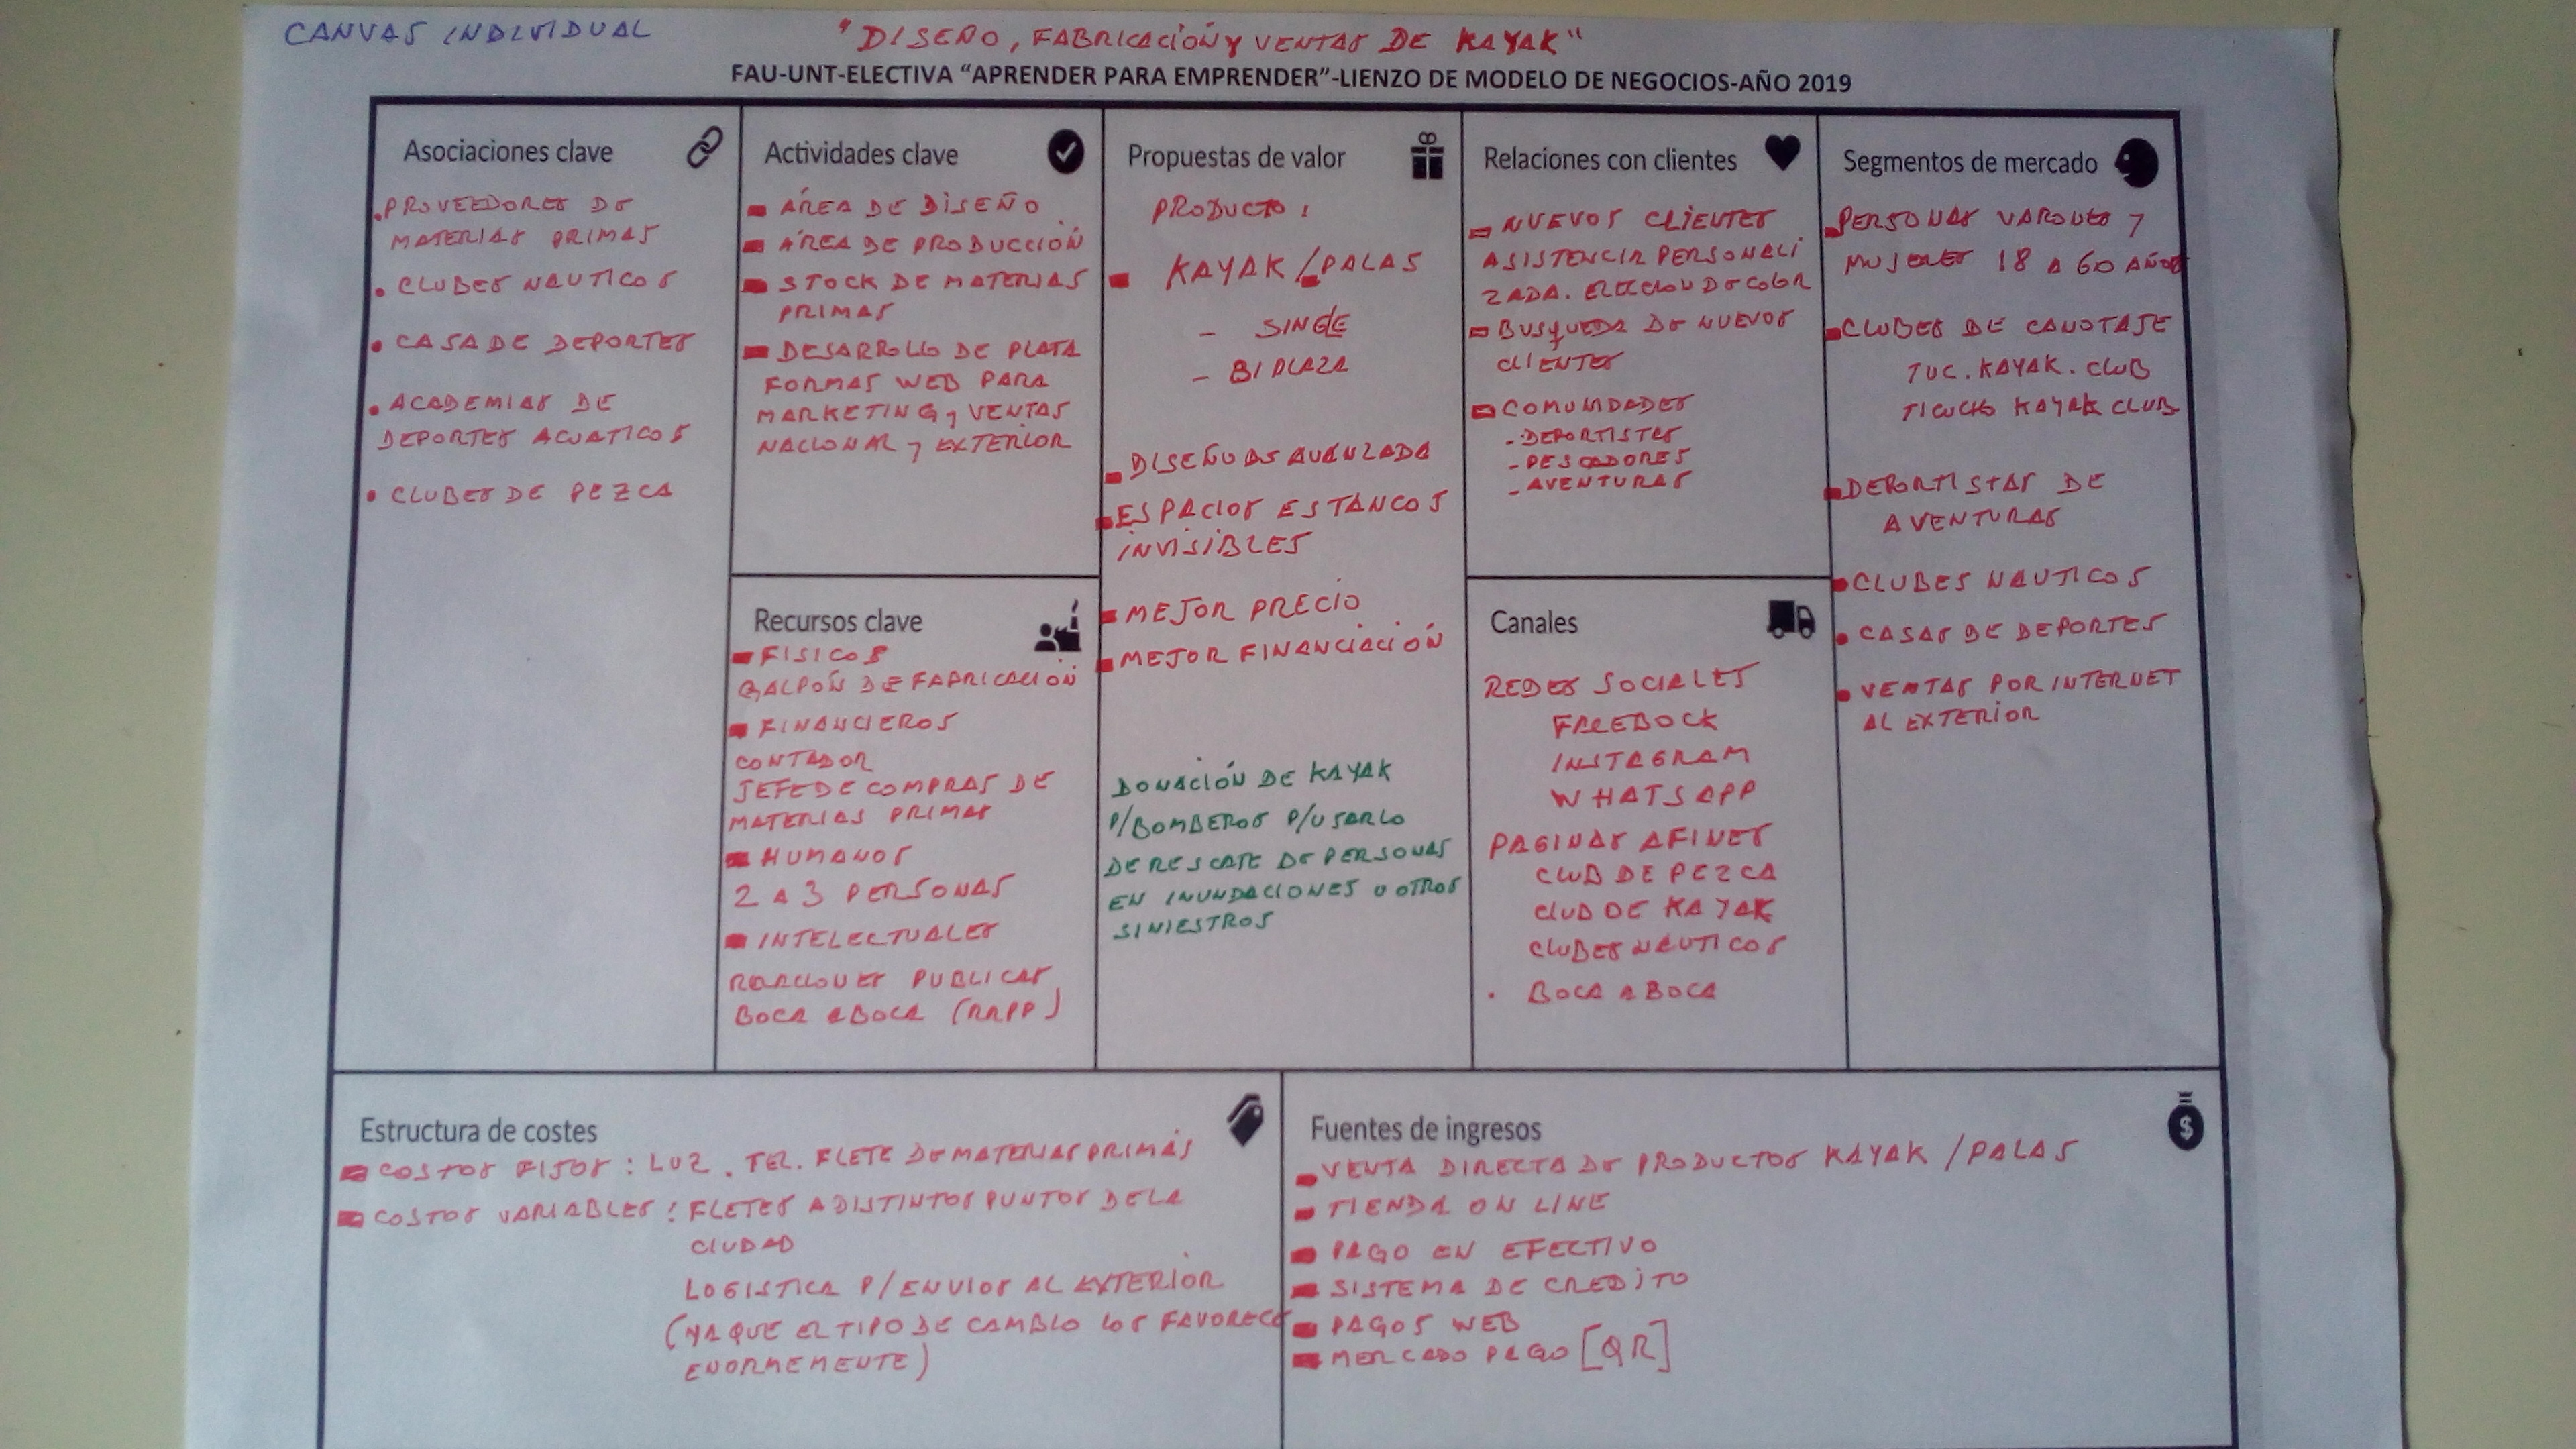 CANVAS INDIVIDUAL
"DISEÑO, FABRICACIÓN Y VENTAS DE KAYAK"
FAU-UNT-ELECTIVA “APRENDER PARA EMPRENDER”-LIENZO DE MODELO DE NEGOCIOS-AÑO 2019
Asociaciones clave
.PROVEEDORES DE
MATERIAS PRIMAS
• CLUBES NAUTICOS
• CASA DE DEPORTES
• ACADEMIAS DE
DEPORTES ACUATICOS
• CLUBES DE PEZCA
Actividades clave
ÁREA DE DISEÑO
ÁREA DE PRODUCCIÓN
STOCK DE MATERIAS
PRIMAS
DESARROLLO DE PLATA
FORMAS WEB PARA
MARKETING y VENTAS
NACIONAL y EXTERIOR
Recursos clave
FISICOS
GALPÓN DE FABRICACIÓN
FINANCIEROS
CONTADOR
JEFE DE COMPRAS DE
MATERIAS PRIMAS
HUMANOS
2 A 3 PERSONAS
INTELECTUALES
PUBLICAS
BOCA A BOCA (RRPP)
Propuestas de valor
PRODUCTO:
KAYAK / PALAS
- SINGLE
- BIPLAZA
DISEÑO AVANZADA
ESPACIOS ESTANCOS
INVISIBLES
MEJOR PRECIO
MEJOR FINANCIACIÓN
DONACIÓN DE KAYAK
P/BOMBEROS P/USARLO
DE RESCATE DE PERSONAS
EN INUNDACIONES U OTROS
SINIESTROS
Relaciones con clientes
NUEVOS CLIENTES
ASISTENCIA PERSONALI
ZADA. ELECCION DE COLOR
BUSQUEDA DE NUEVOS
CLIENTES
COMUNIDADES
- DEPORTISTAS
- PESCADORES
- AVENTURAS
Canales
REDES SOCIALES
FACEBOCK
INSTAGRAM
WHATSAPP
PAGINAS AFINES
CLUB DE PEZCA
CLUB DE KAYAK
CLUBES NAUTICOS
. BOCA A BOCA
Segmentos de mercado
PERSONAS VARONES y
MUJERES 18 A 60 AÑOS
CLUBES DE CANOTAJE
TUC. KAYAK. CLUB
KAYAK CLUB
DEPORTISTAS DE
AVENTURAS
CLUBES NAUTICOS
CASAS DE DEPORTES
VENTAS POR INTERNET
AL EXTERIOR
Estructura de costes
COSTOS FIJOS: LUZ. TEL. FLETE DE MATERIAS PRIMAS
COSTOS VARIABLES: FLETES A DISTINTOS PUNTOS DE LA
CIUDAD
LOGISTICA P/ENVIOS AL EXTERIOR
(YA QUE EL TIPO DE CAMBIO LOS FAVORECE
ENORMEMENTE)
Fuentes de ingresos
VENTA DIRECTA DE PRODUCTOS KAYAK / PALAS
TIENDA ON LINE
PAGO EN EFECTIVO
SISTEMA DE CREDITO
PAGOS WEB
MERCADO PAGO [QR]